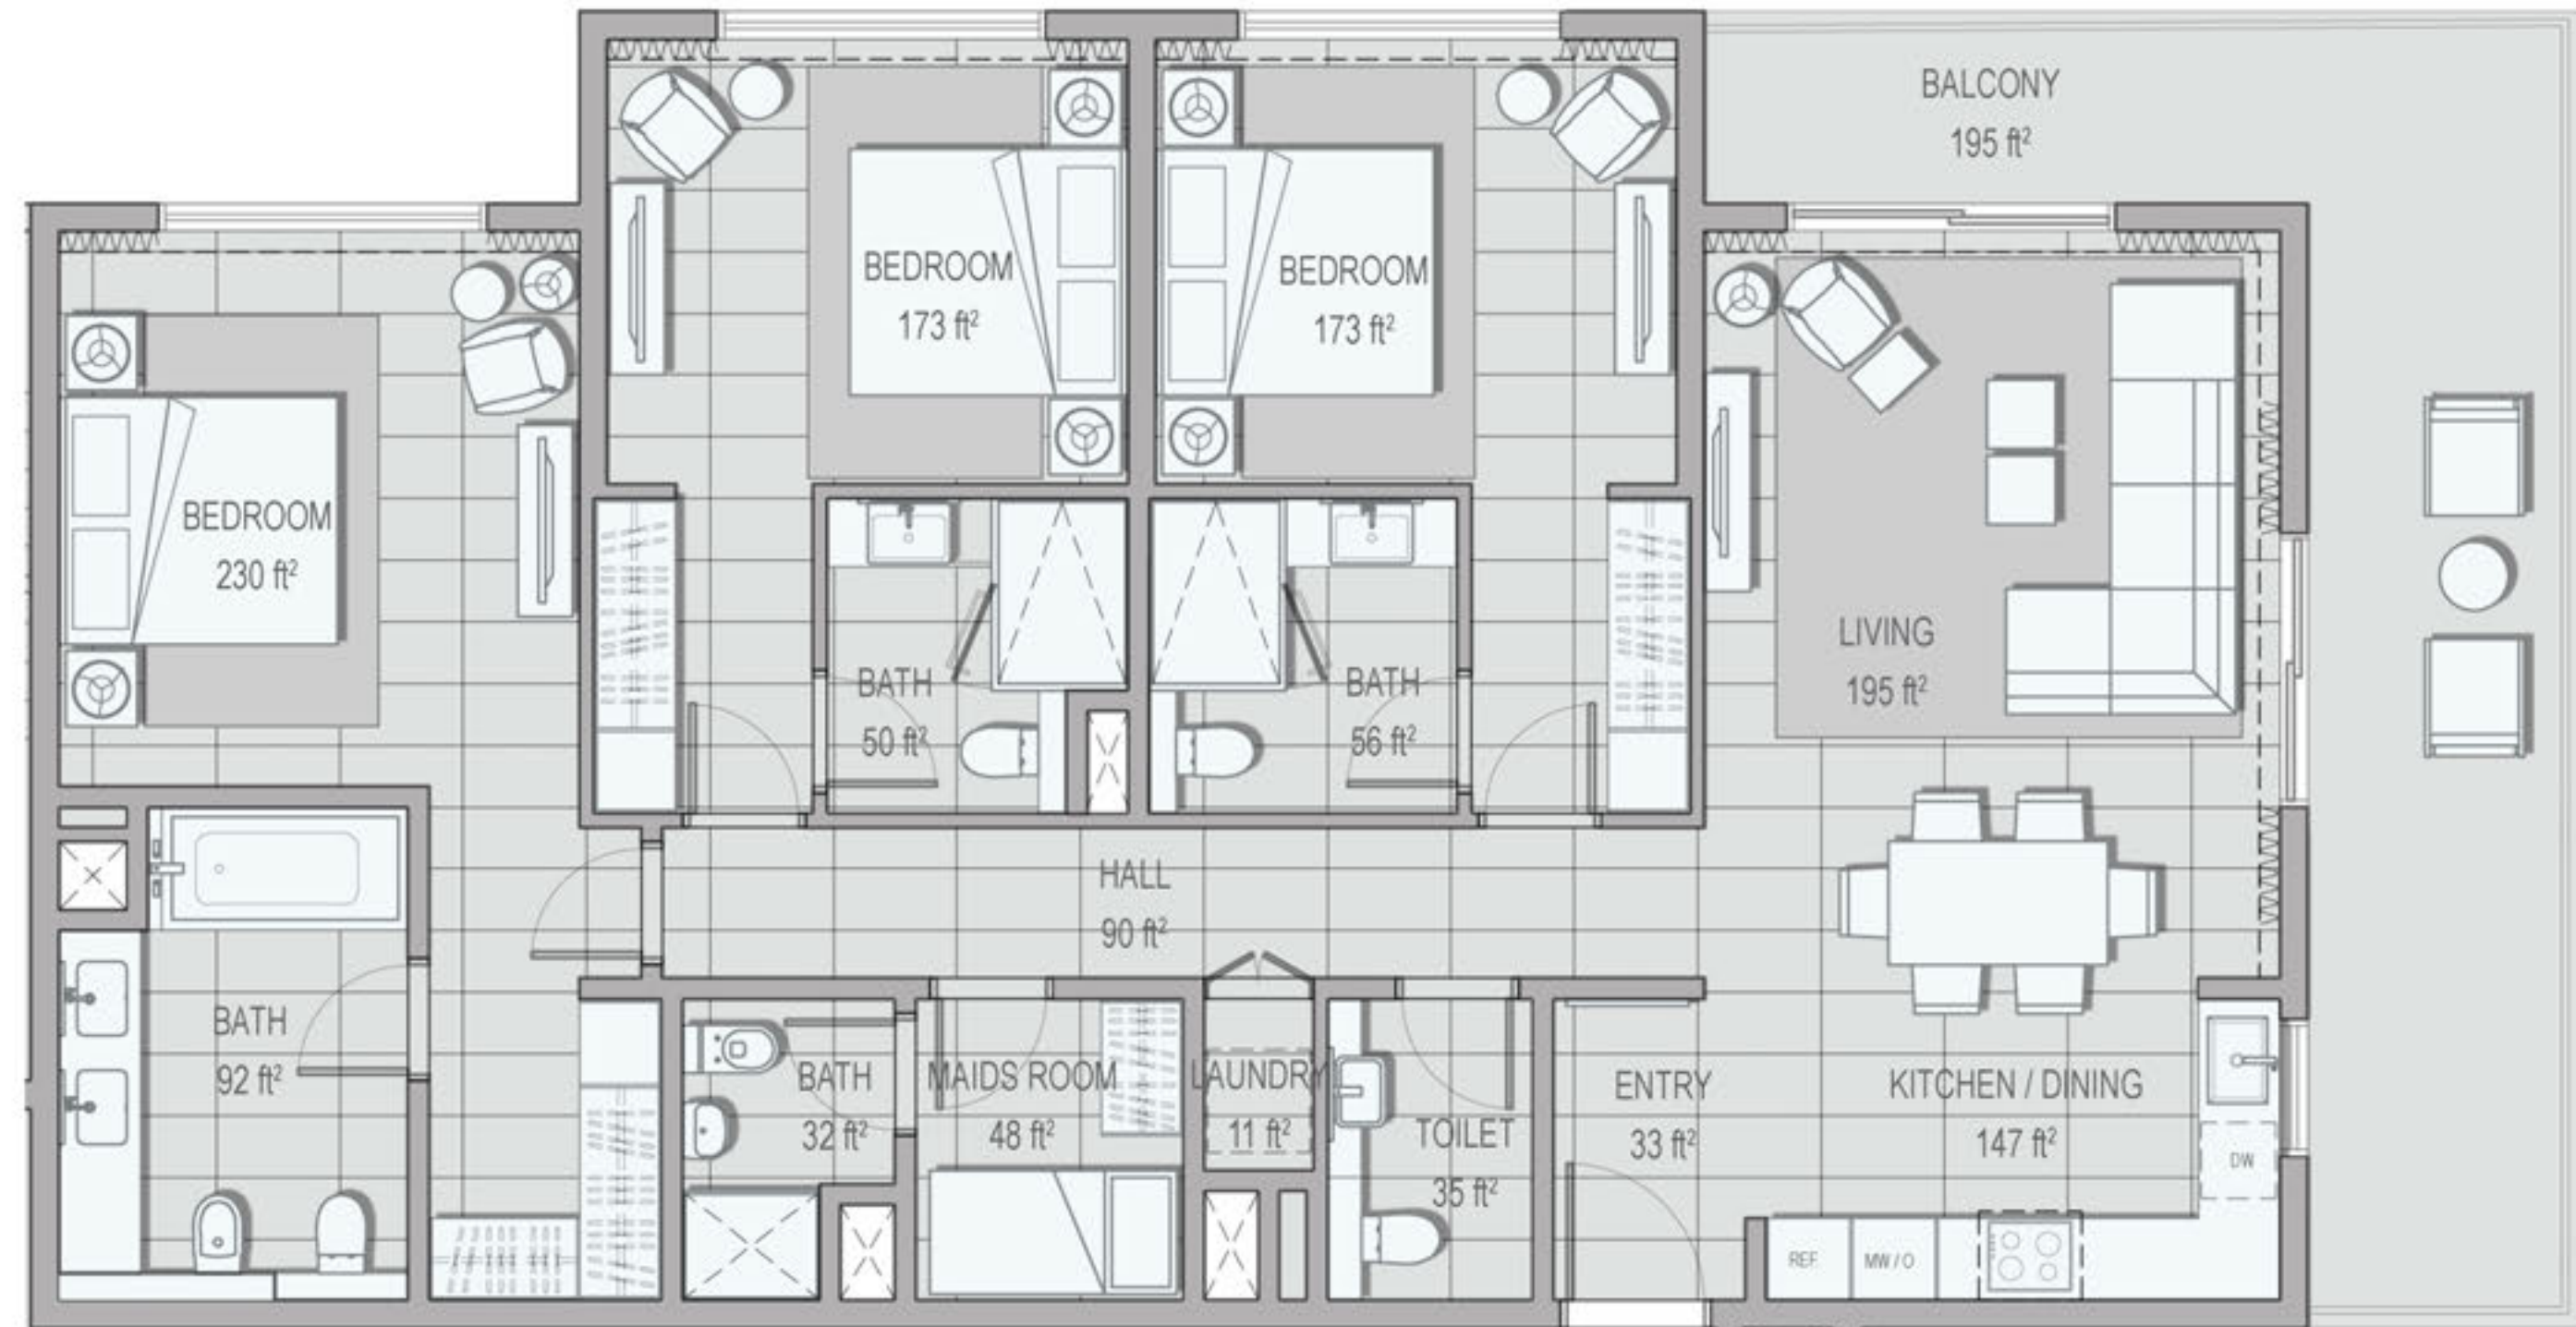 BALCONY
195 ft²
BEDROOM
173 ft²
BEDROOM
173 ft²
BEDROOM
230 ft²
LIVING
195 ft²
BATH
50 ft²
BATH
56 ft²
HALL
90 ft²
BATH
92 ft²
BATH
32 ft²
MAIDS ROOM
48 ft²
LAUNDRY
11 ft²
TOILET
35 ft²
ENTRY
33 ft²
KITCHEN / DINING
147 ft²
DW
REF
MW / O